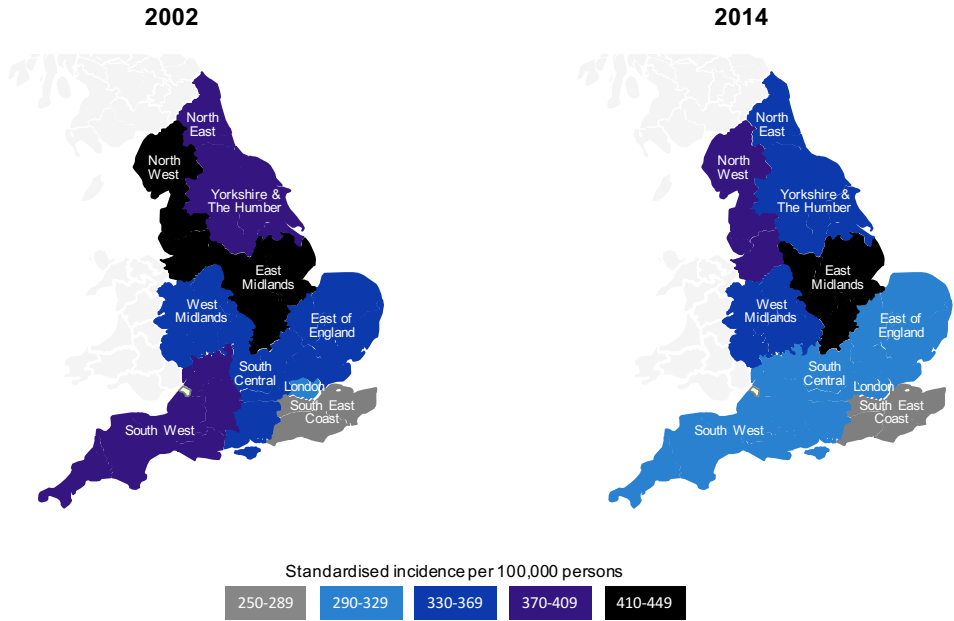 2002
North
East
North
West
Yorkshire &
The Humber
East
Midlands
West
Midlands
East of
England
South
Central
London
South East
Coast
South West
2014
North
East
North
West
Yorkshire &
The Humber
East
Midlands
West
Midlands
East of
England
South
Central
London
South East
Coast
South West
Standardised incidence per 100,000 persons
250-289
290-329
330-369
370-409
410-449